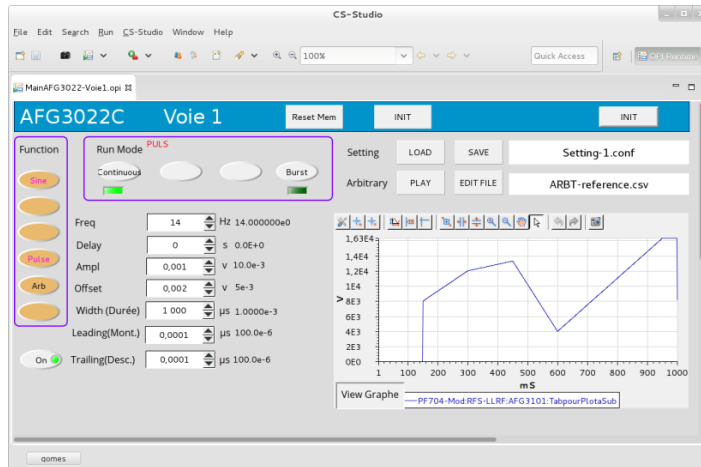 CS-Studio
File Edit Search Run CS-Studio Window Help
100%
Quick Access
OPI Runtime
MainAFG3022-Voie1.opi
AFG3022C Voie 1 Reset Mem INIT INIT
Function
Run Mode PULS
Continuous Burst
Sine
Pulse
Arb
On
Setting LOAD SAVE Setting-1.conf
Arbitrary PLAY EDIT FILE ARBT-reference.csv
Freq 14 Hz 14.000000e0
Delay 0 s 0.0E+0
Ampl 0,001 v 10.0e-3
Offset 0,002 v 5e-3
Width (Durée) 1 000 µs 1.0000e-3
Leading(Mont.) 0,0001 µs 100.0e-6
Trailing(Desc.) 0,0001 µs 100.0e-6
1,63E4
1,4E4
1,2E4
1E4
8E3
6E3
4E3
2E3
0E0
V
1 100 200 300 400 500 600 700 800 900 1000
mS
View Graphe
PF704-Mod:RFS-LLRF:AFG3101:TabpourPlotaSub
games